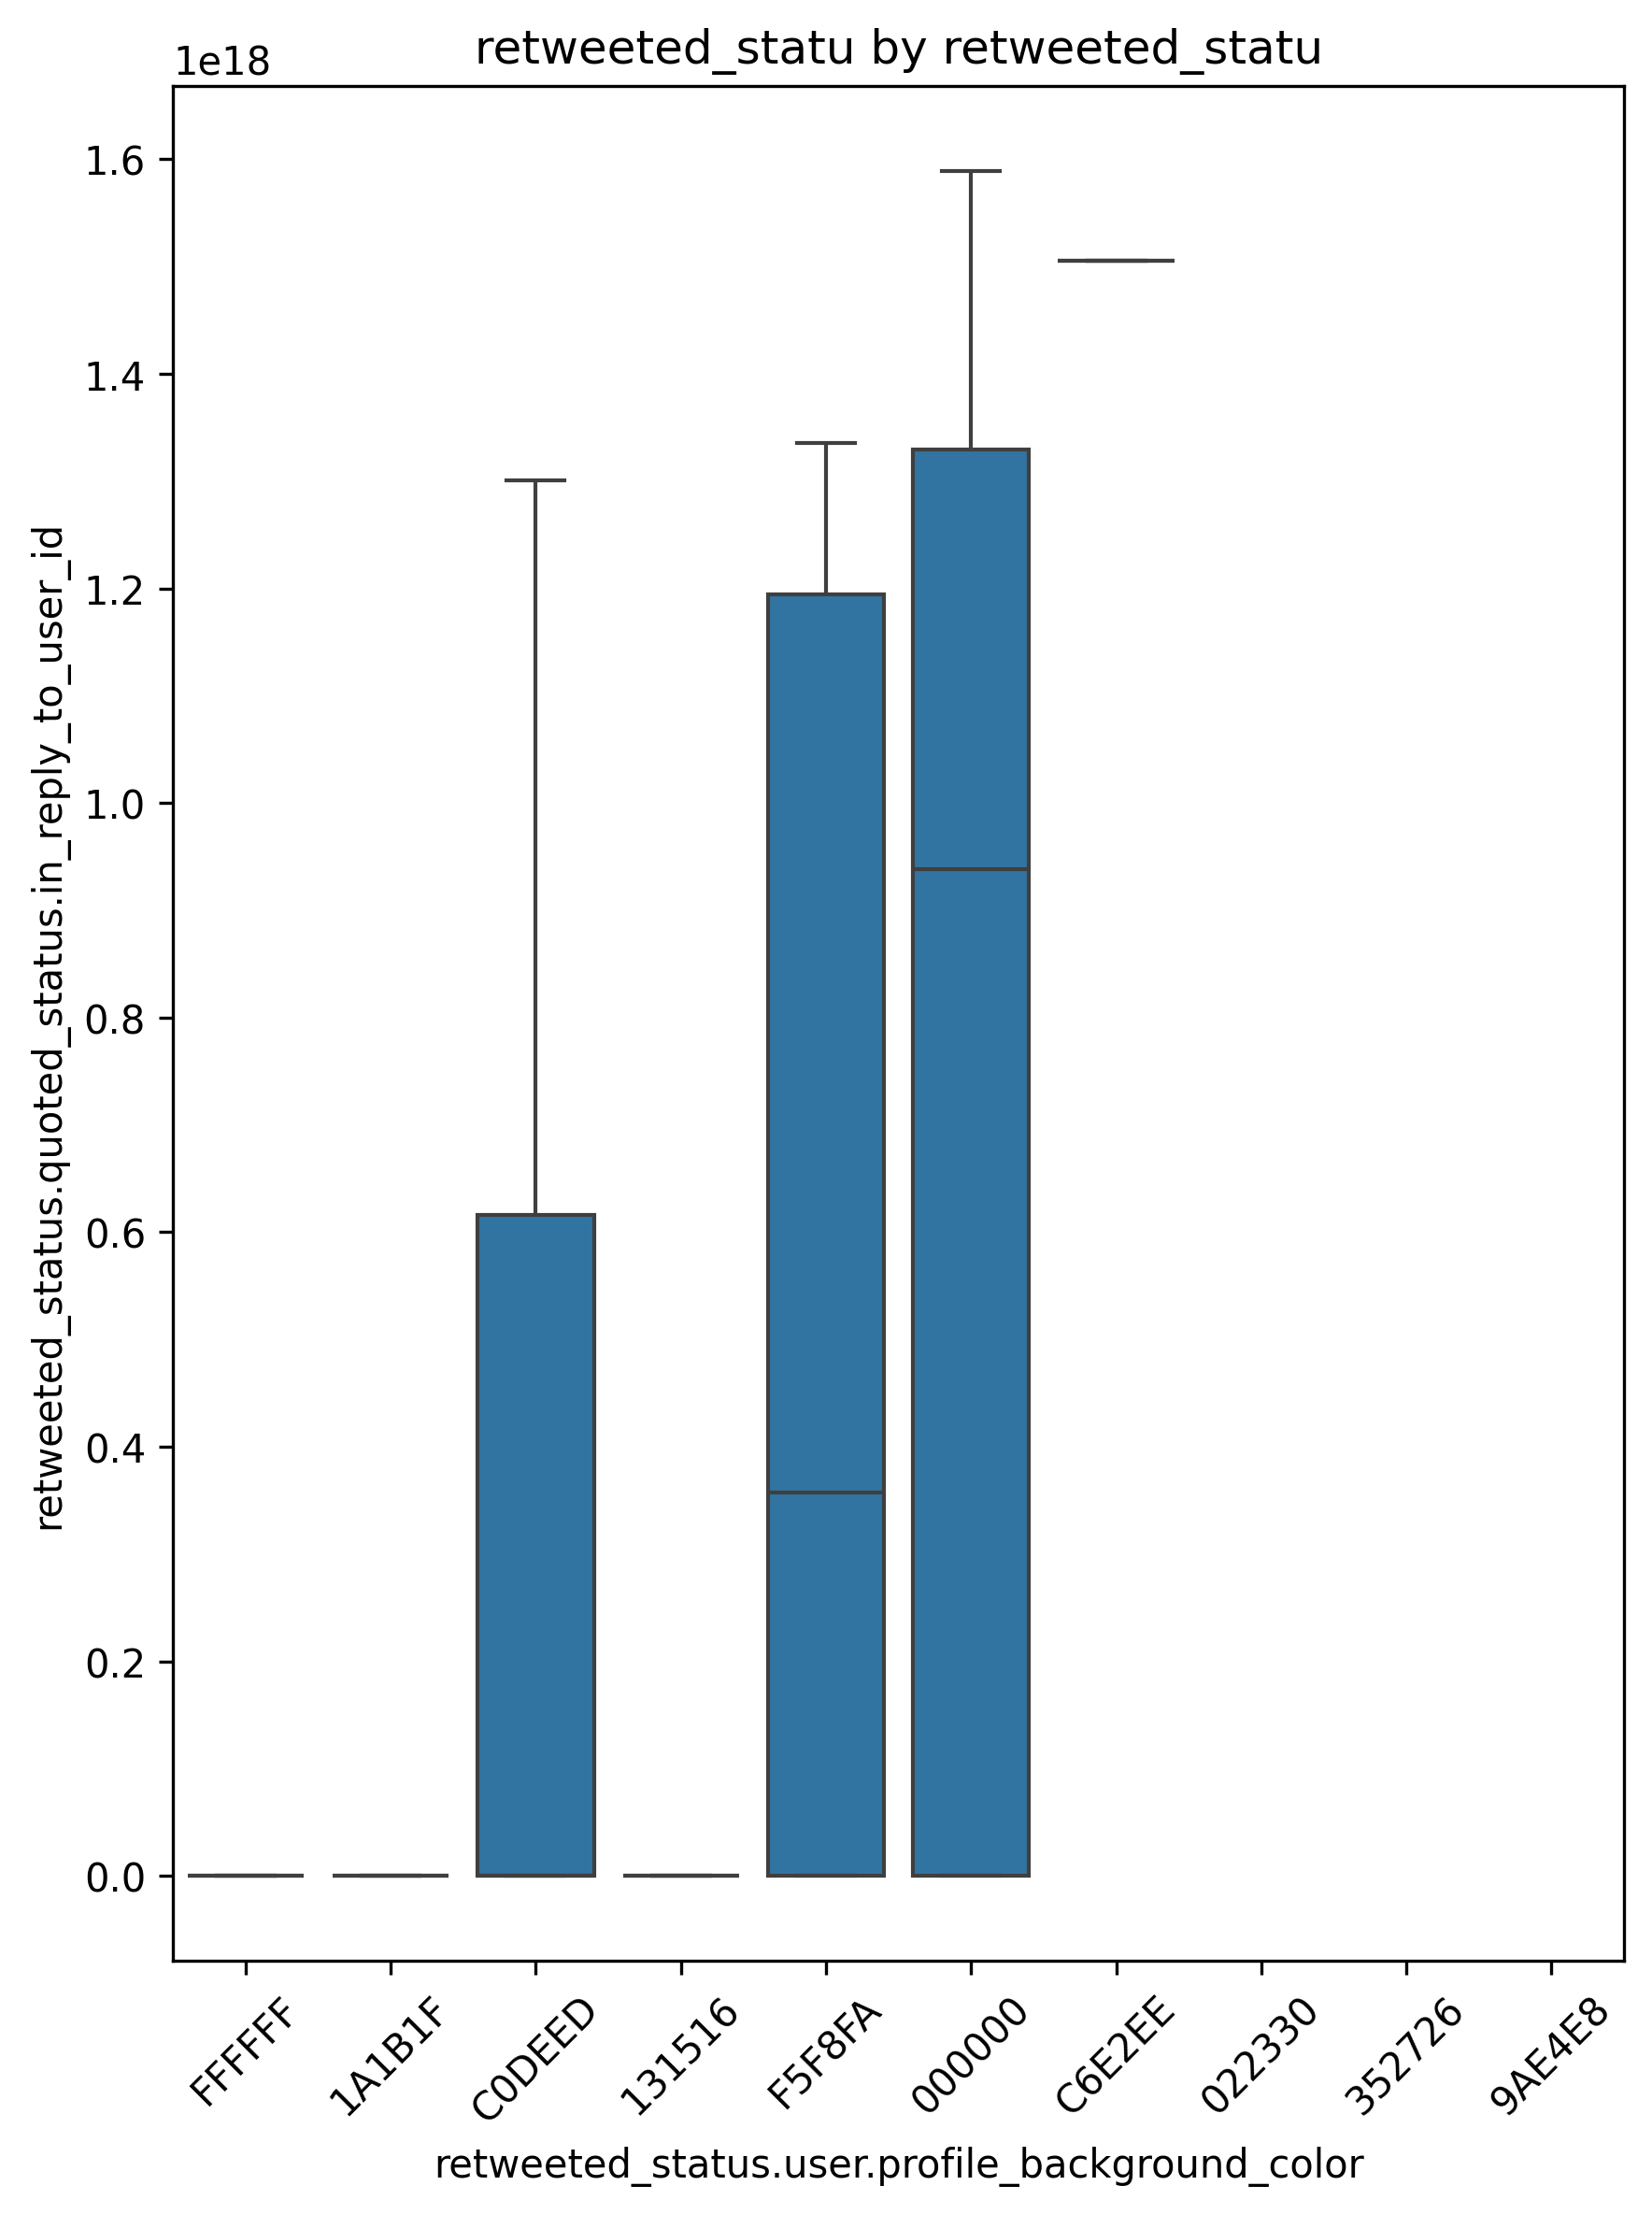 retweeted_statu by retweeted_statu
1e18
1.6
1.4
1.2
1.0
0.8
0.6
0.4
0.2
0.0
retweeted_status.quoted_status.in_reply_to_user_id
FFFFFF
1A1B1F
C0DEED
131516
F5F8FA
000000
C6E2EE
022330
352726
9AE4E8
retweeted_status.user.profile_background_color